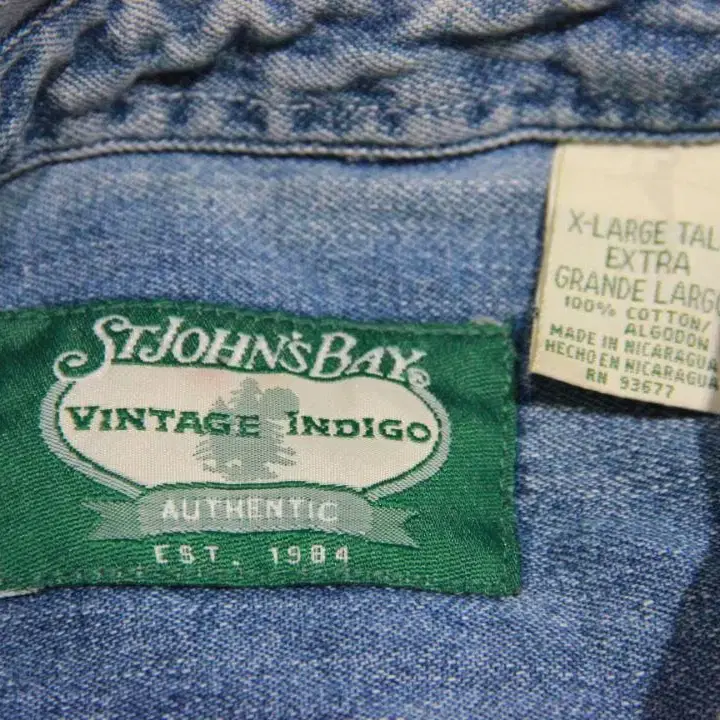 ST JOHN'S BAY®
VINTAGE INDIGO
AUTHENTIC
EST. 1984
X-LARGE TAL
EXTRA
GRANDE LARGO
100% COTTON/
ALGODON
MADE IN NICARAGUA
HECHO EN NICARAGUA
RN 93677